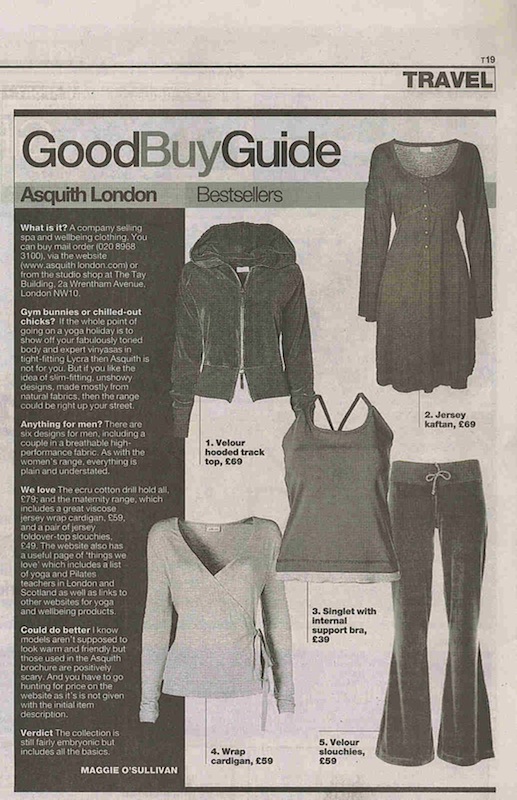 T19
TRAVEL
GoodBuyGuide
Asquith London Bestsellers
What is it? A company selling
spa and wellbeing clothing. You
can buy mail order (020 8968
3100), via the website
(www.asquith london.com) or
from the studio shop at The Tay
Building, 2a Wrentham Avenue,
London NW10.
Gym bunnies or chilled-out
chicks? If the whole point of
going on a yoga holiday is to
show off your fabulously toned
body and expert vinyasas in
tight-fitting Lycra then Asquith is
not for you. But if you like the
idea of slim-fitting, unshowy
designs, made mostly from
natural fabrics, then the range
could be right up your street.
Anything for men? There are
six designs for men, including a
couple in a breathable high-
performance fabric. As with the
women's range, everything is
plain and understated.
We love The ecru cotton drill hold all,
£79; and the maternity range, which
includes a great viscose
jersey wrap cardigan, £59,
and a pair of jersey
foldover-top slouchies,
£49. The website also has
a useful page of 'things we
love' which includes a list
of yoga and Pilates
teachers in London and
Scotland as well as links to
other websites for yoga
and wellbeing products.
Could do better I know
models aren't supposed to
look warm and friendly but
those used in the Asquith
brochure are positively
scary. And you have to go
hunting for price on the
website as it's is not given
with the initial item
description.
Verdict The collection is
still fairly embryonic but
includes all the basics.
MAGGIE O'SULLIVAN
1. Velour
hooded track
top, £69
2. Jersey
kaftan, £69
3. Singlet with
internal
support bra,
£39
4. Wrap
cardigan, £59
5. Velour
slouchies,
£59